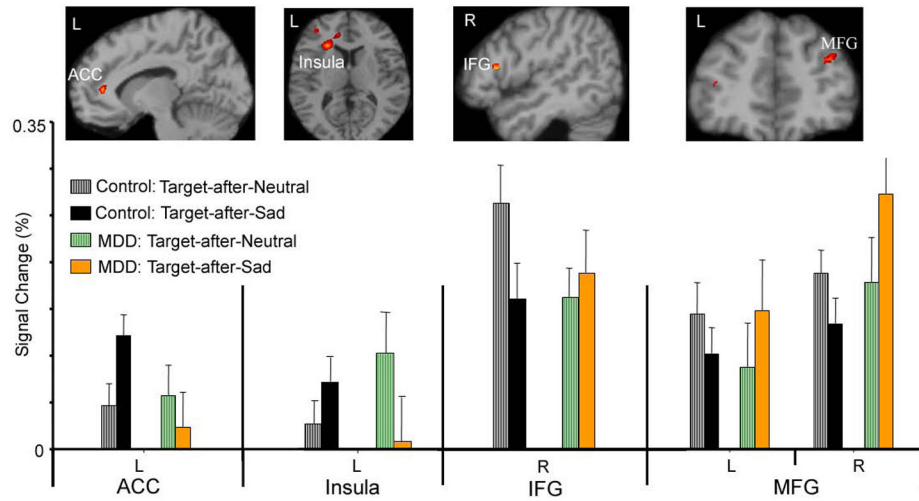 L
L
R
L
ACC
Insula
IFG
MFG
0.35
Signal Change (%)
Control: Target-after-Neutral
Control: Target-after-Sad
MDD: Target-after-Neutral
MDD: Target-after-Sad
0
L
L
R
L
R
ACC
Insula
IFG
MFG